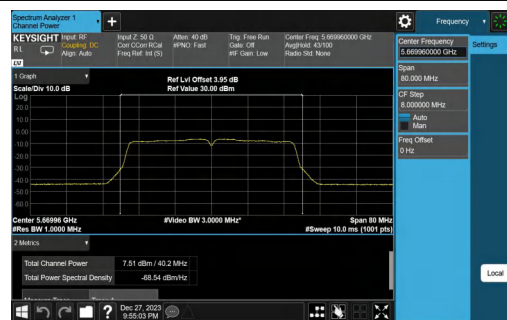 Spectrum Analyzer 1
Channel Power
Frequency
KEYSIGHT
RL
Input: RF
Coupling: DC
Align: Auto
Input Z: 50 Ω
Corr CCorr RCal
Freq Ref: Int (S)
Atten: 40 dB
#PNO: Fast
Trig: Free Run
Gate: Off
#IF Gain: Low
Center Freq: 5.669960000 GHz
Avg|Hold: 43/100
Radio Std: None
LXI
Center Frequency
5.669960000 GHz
Settings
Span
80.000 MHz
CF Step
8.000000 MHz
Auto
Man
Freq Offset
0 Hz
Local
1 Graph
Scale/Div 10.0 dB
Ref Lvl Offset 3.95 dB
Ref Value 30.00 dBm
Log
20.0
10.0
0.00
-10.0
-20.0
-30.0
-40.0
-50.0
-60.0
Center 5.66996 GHz
#Res BW 1.0000 MHz
#Video BW 3.0000 MHz*
Span 80 MHz
#Sweep 10.0 ms (1001 pts)
2 Metrics
Total Channel Power 7.51 dBm / 40.2 MHz
Total Power Spectral Density -68.54 dBm/Hz
?
Dec 27, 2023
9:55:03 PM